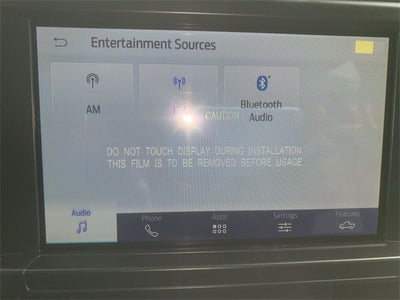 Entertainment Sources
AM
Bluetooth
Audio
CAUTION
DO NOT TOUCH DISPLAY DURING INSTALLATION
THIS FILM IS TO BE REMOVED BEFORE USAGE
Audio
Phone
Apps
Settings
Features